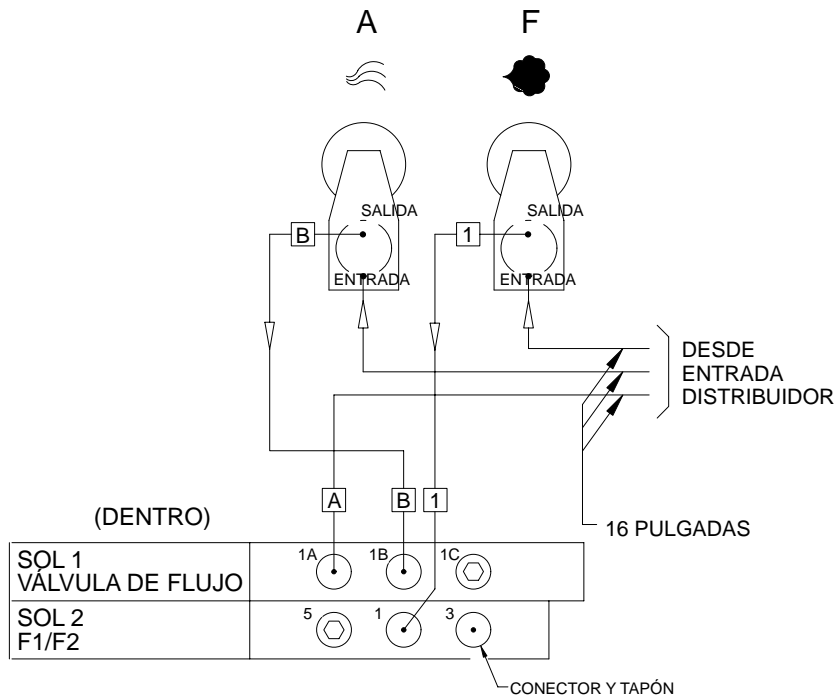 A F
SALIDA SALIDA
B 1
ENTRADA ENTRADA
DESDE
ENTRADA
DISTRIBUIDOR
A B 1
16 PULGADAS
(DENTRO)
SOL 1
VÁLVULA DE FLUJO
1A 1B 1C
SOL 2
F1/F2
5 1 3
CONECTOR Y TAPÓN